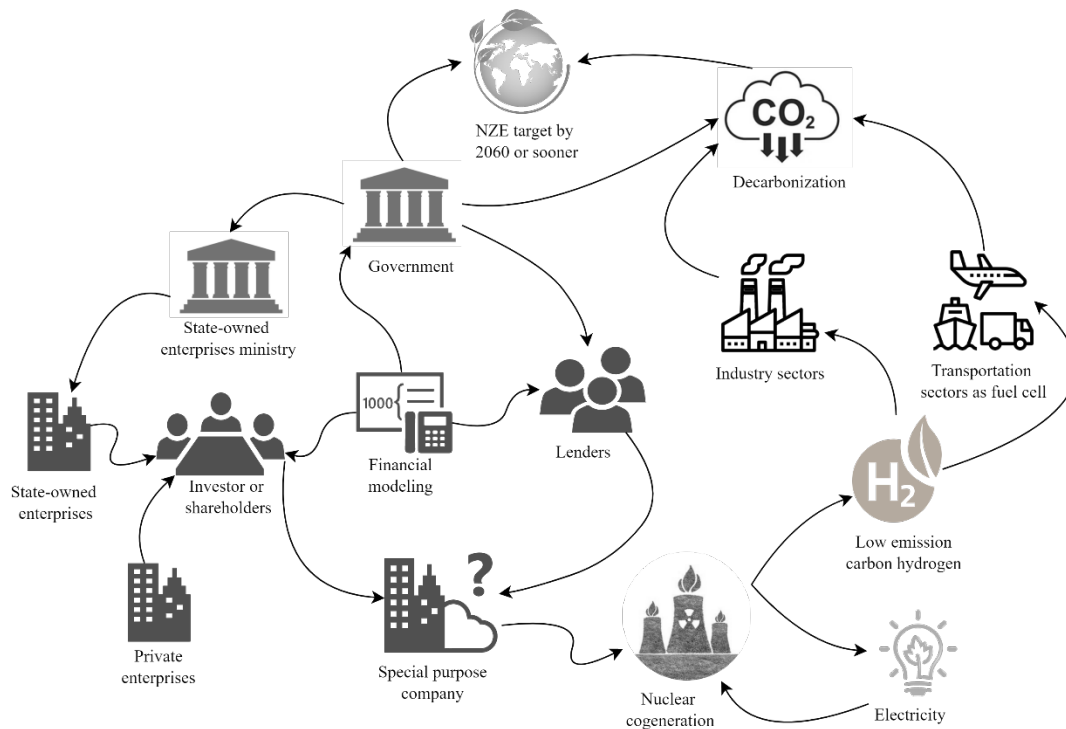 CO₂
NZE target by
2060 or sooner
Decarbonization
Government
State-owned
enterprises ministry
Industry sectors
Transportation
sectors as fuel cell
1000
State-owned
enterprises
Investor or
shareholders
Financial
modeling
Lenders
H₂
Low emission
carbon hydrogen
?
Private
enterprises
Special purpose
company
Nuclear
cogeneration
Electricity